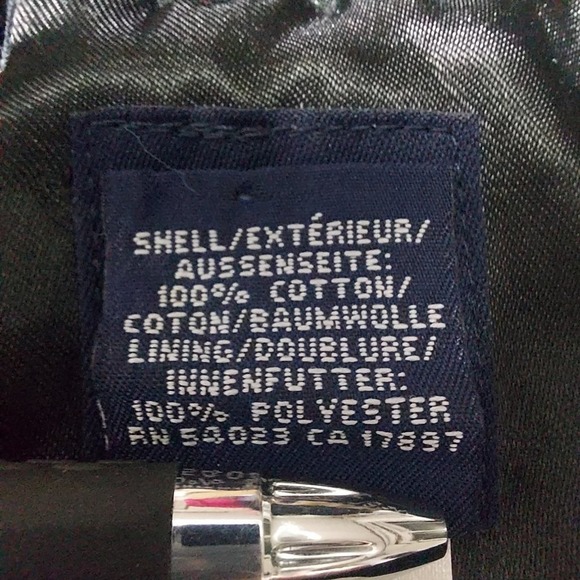 SHELL/EXTÉRIEUR/
AUSSENSEITE:
100% COTTON/
COTON/BAUMWOLLE
LINING/DOUBLURE/
INNENFUTTER:
100% POLYESTER
RN 54023 CA 17897